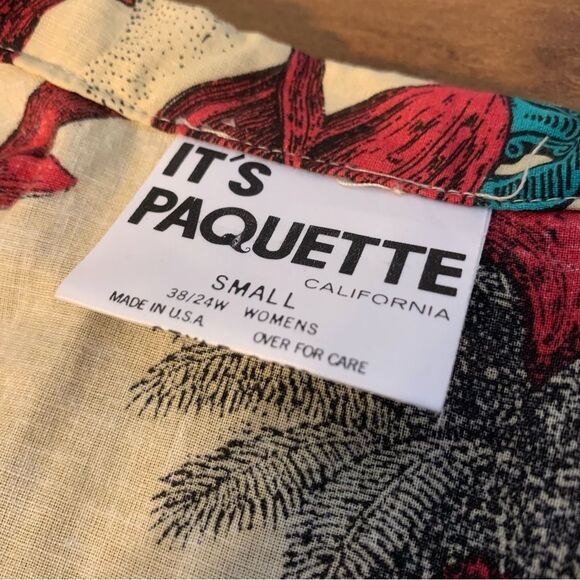 IT'S
PAQUETTE
CALIFORNIA
SMALL
38/24W WOMENS
MADE IN U.S.A.
OVER FOR CARE